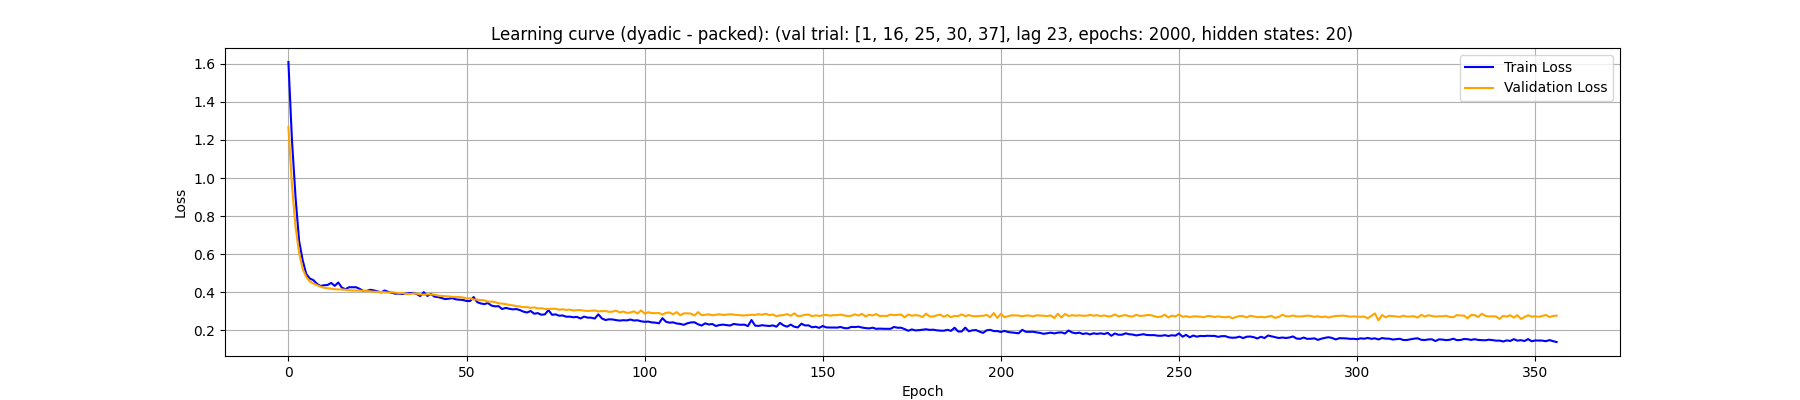 Learning curve (dyadic - packed): (val trial: [1, 16, 25, 30, 37], lag 23, epochs: 2000, hidden states: 20)
Train Loss
Validation Loss
Loss
1.6
1.4
1.2
1.0
0.8
0.6
0.4
0.2
0 50 100 150 200 250 300 350
Epoch